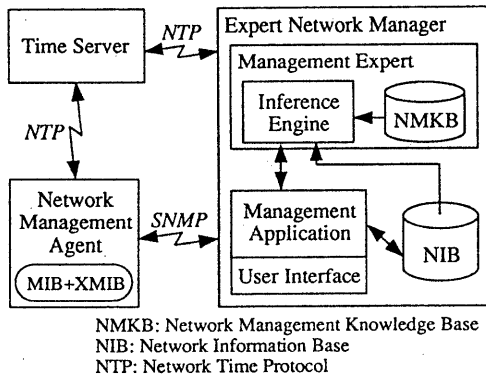 Time Server
NTP
Expert Network Manager
Management Expert
Inference
Engine
NMKB
NTP
Network
Management
Agent
MIB+XMIB
SNMP
Management
Application
User Interface
NIB
NMKB: Network Management Knowledge Base
NIB: Network Information Base
NTP: Network Time Protocol